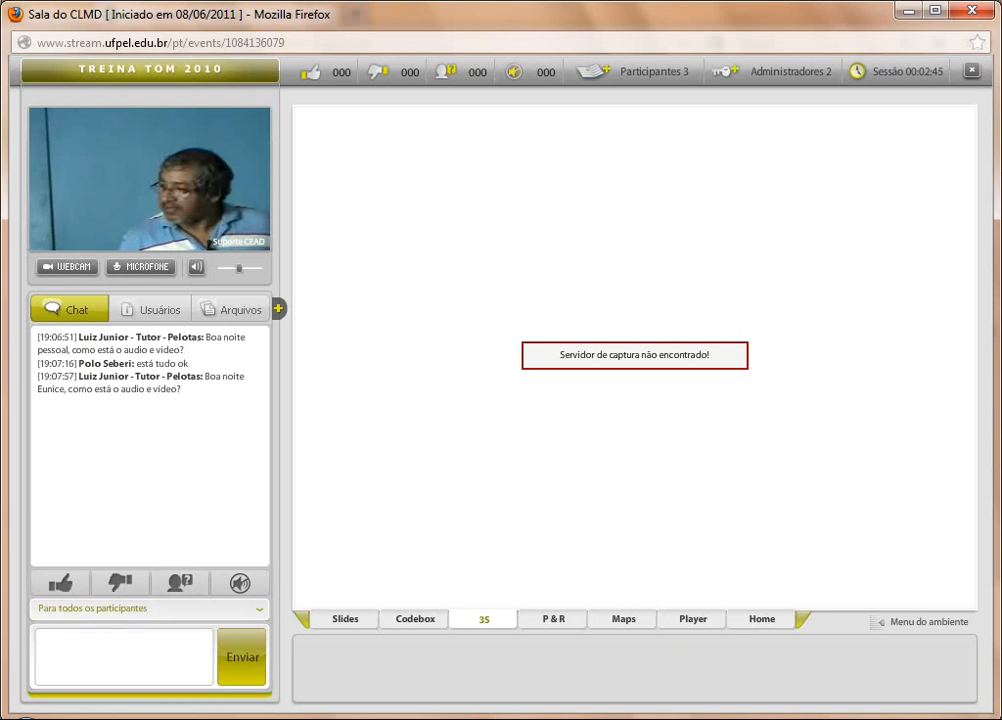 Sala do CLMD [ Iniciado em 08/06/2011 ] - Mozilla Firefox
www.stream.ufpel.edu.br/pt/events/1084136079
TREINA TOM 2010
000
000
000
000
Participantes 3
Administradores 2
Sessão 00:02:45
Suporte CEAD
WEBCAM
MICROFONE
Chat
Usuários
Arquivos
[19:06:51] Luiz Junior - Tutor - Pelotas: Boa noite
pessoal, como está o audio e video?
[19:07:16] Polo Seberi: está tudo ok
[19:07:57] Luiz Junior - Tutor - Pelotas: Boa noite
Eunice, como está o audio e vídeo?
Servidor de captura não encontrado!
Para todos os participantes
Enviar
Slides
Codebox
3S
P & R
Maps
Player
Home
Menu do ambiente